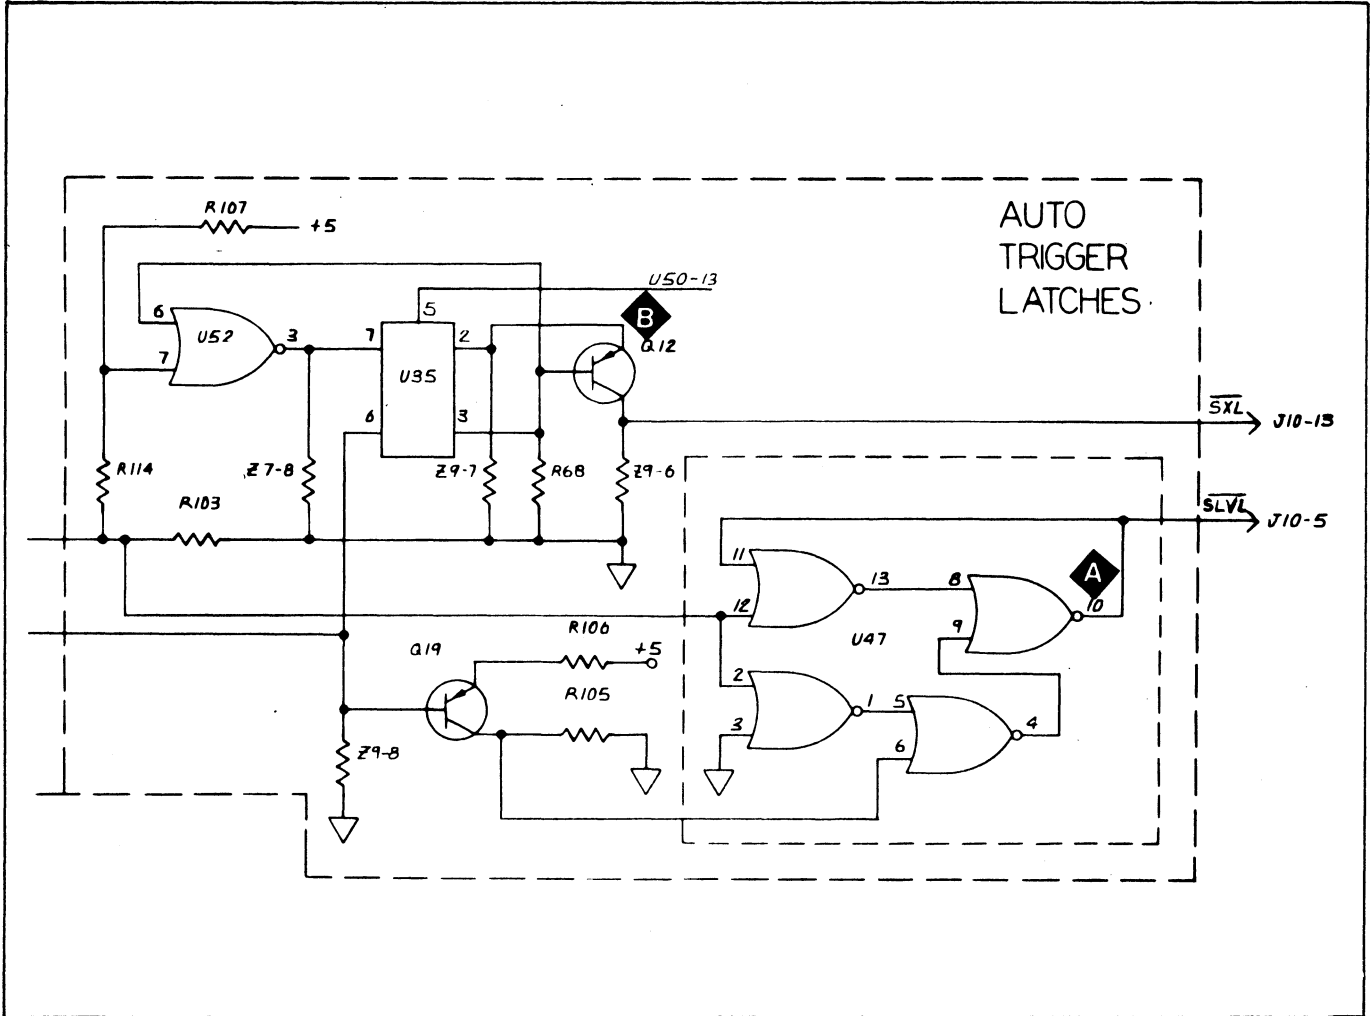 AUTO
TRIGGER
LATCHES
R107
+5
U50-13
6
5
U52
3
7
2
B
Q12
7
U35
6
3
SXL
J10-13
R114
Z7-8
Z9-7
R68
Z9-6
R103
SLVL
J10-5
11
13
8
A
12
10
R106
U47
9
Q19
+5
2
R105
1
5
4
3
6
Z9-8